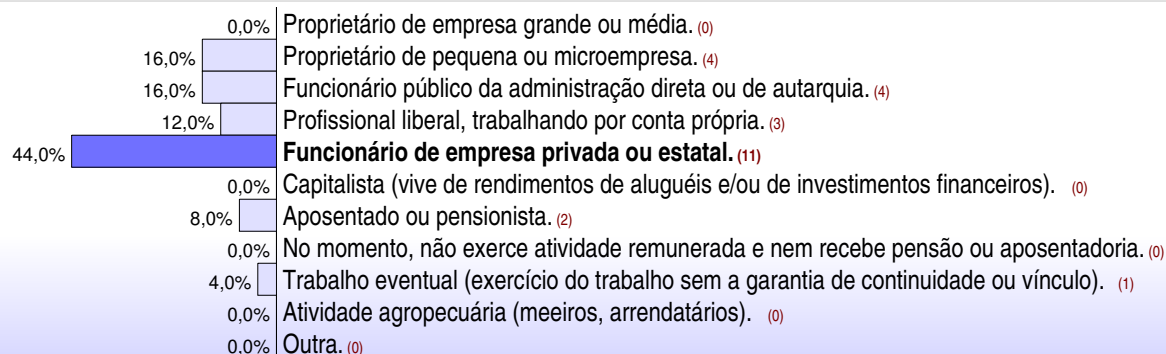 0,0% Proprietário de empresa grande ou média. (0)
16,0% Proprietário de pequena ou microempresa. (4)
16,0% Funcionário público da administração direta ou de autarquia. (4)
12,0% Profissional liberal, trabalhando por conta própria. (3)
44,0% Funcionário de empresa privada ou estatal. (11)
0,0% Capitalista (vive de rendimentos de aluguéis e/ou de investimentos financeiros). (0)
8,0% Aposentado ou pensionista. (2)
0,0% No momento, não exerce atividade remunerada e nem recebe pensão ou aposentadoria. (0)
4,0% Trabalho eventual (exercício do trabalho sem a garantia de continuidade ou vínculo). (1)
0,0% Atividade agropecuária (meeiros, arrendatários). (0)
0,0% Outra. (0)